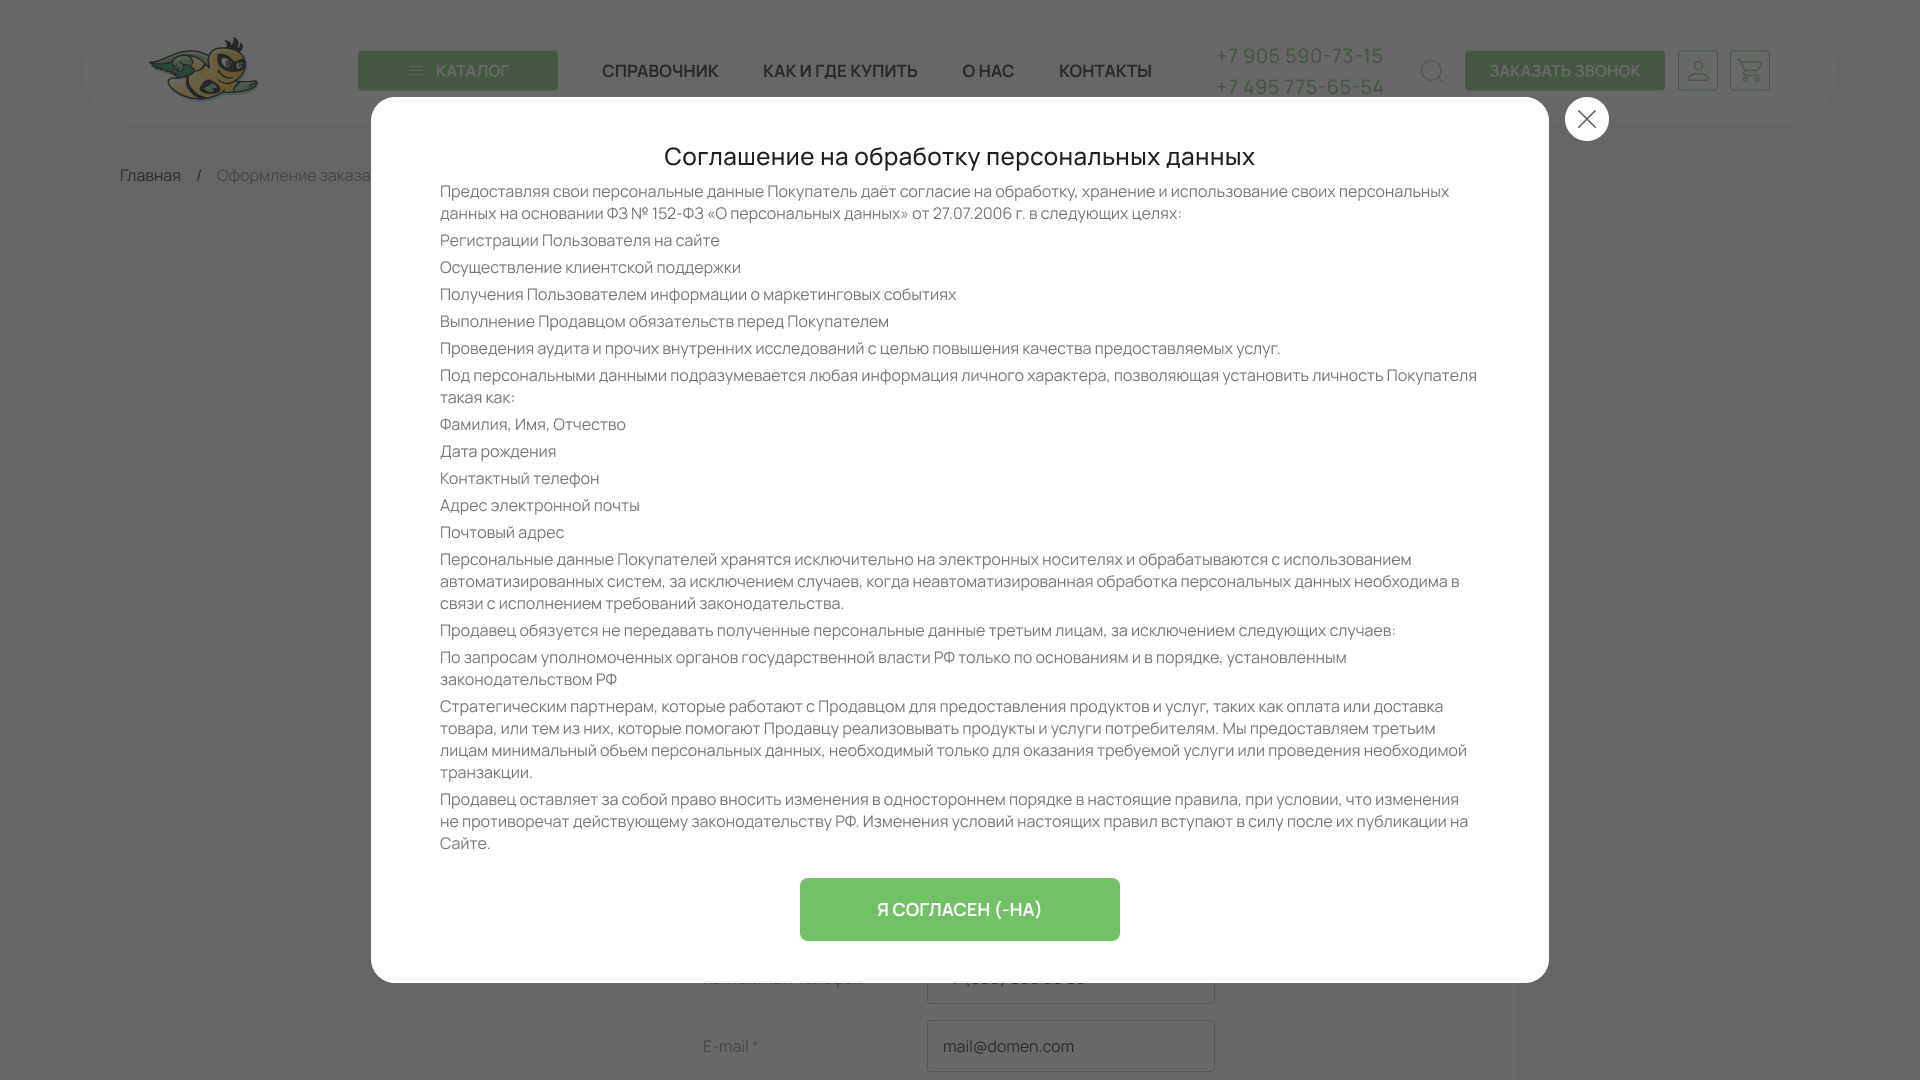 КАТАЛОГ
СПРАВОЧНИК
КАК И ГДЕ КУПИТЬ
О НАС
КОНТАКТЫ
+7 905 590-73-15
+7 495 775-65-54
ЗАКАЗАТЬ ЗВОНОК
Главная / Оформление заказа
Соглашение на обработку персональных данных
Предоставляя свои персональные данные Покупатель даёт согласие на обработку, хранение и использование своих персональных
данных на основании ФЗ № 152-ФЗ «О персональных данных» от 27.07.2006 г. в следующих целях:
Регистрации Пользователя на сайте
Осуществление клиентской поддержки
Получения Пользователем информации о маркетинговых событиях
Выполнение Продавцом обязательств перед Покупателем
Проведения аудита и прочих внутренних исследований с целью повышения качества предоставляемых услуг.
Под персональными данными подразумевается любая информация личного характера, позволяющая установить личность Покупателя
такая как:
Фамилия, Имя, Отчество
Дата рождения
Контактный телефон
Адрес электронной почты
Почтовый адрес
Персональные данные Покупателей хранятся исключительно на электронных носителях и обрабатываются с использованием
автоматизированных систем, за исключением случаев, когда неавтоматизированная обработка персональных данных необходима в
связи с исполнением требований законодательства.
Продавец обязуется не передавать полученные персональные данные третьим лицам, за исключением следующих случаев:
По запросам уполномоченных органов государственной власти РФ только по основаниям и в порядке, установленным
законодательством РФ
Стратегическим партнерам, которые работают с Продавцом для предоставления продуктов и услуг, таких как оплата или доставка
товара, или тем из них, которые помогают Продавцу реализовывать продукты и услуги потребителям. Мы предоставляем третьим
лицам минимальный объем персональных данных, необходимый только для оказания требуемой услуги или проведения необходимой
транзакции.
Продавец оставляет за собой право вносить изменения в одностороннем порядке в настоящие правила, при условии, что изменения
не противоречат действующему законодательству РФ. Изменения условий настоящих правил вступают в силу после их публикации на
Сайте.
Я СОГЛАСЕН (-НА)
E-mail *
mail@domen.com